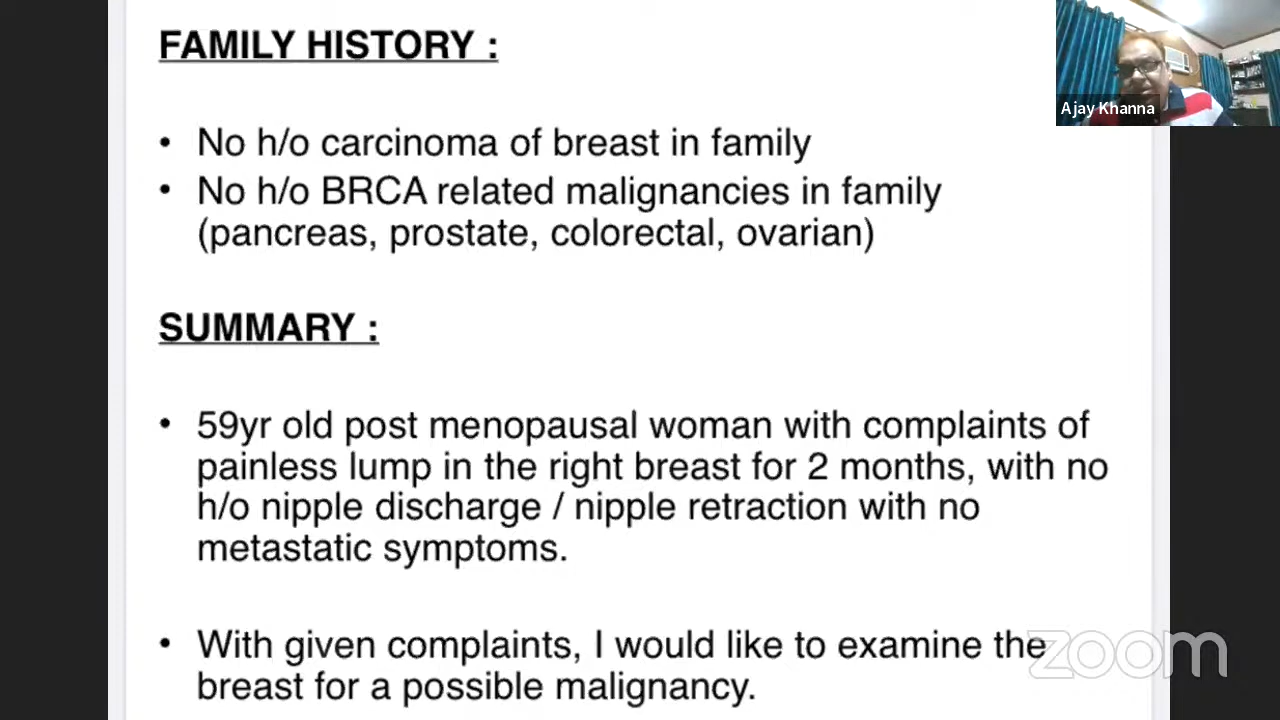 FAMILY HISTORY :
Ajay Khanna
• No h/o carcinoma of breast in family
• No h/o BRCA related malignancies in family
(pancreas, prostate, colorectal, ovarian)
SUMMARY :
• 59yr old post menopausal woman with complaints of
painless lump in the right breast for 2 months, with no
h/o nipple discharge / nipple retraction with no
metastatic symptoms.
• With given complaints, I would like to examine the
breast for a possible malignancy.
zoom